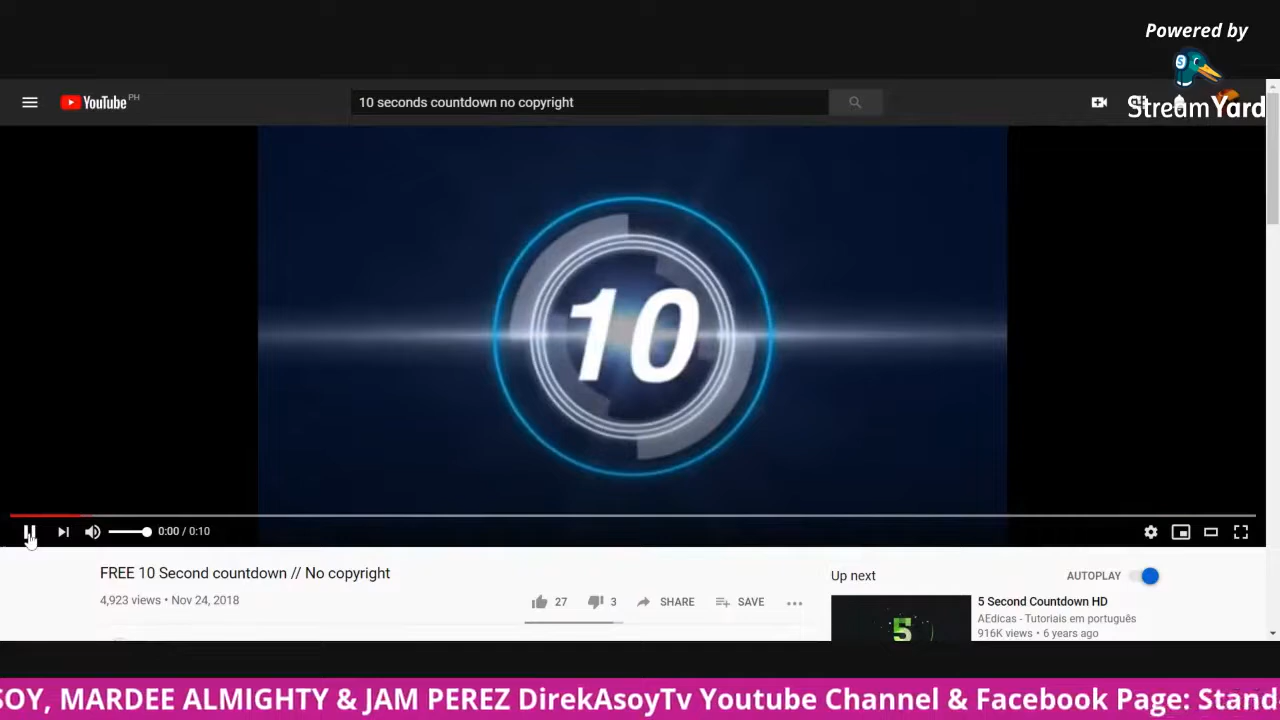 Powered by
StreamYard
YouTube PH
10 seconds countdown no copyright
10
0:00 / 0:10
FREE 10 Second countdown // No copyright
4,923 views • Nov 24, 2018
27
3
SHARE
SAVE
Up next
AUTOPLAY
5
5 Second Countdown HD
AEdicas - Tutoriais em português
916K views • 6 years ago
SOY, MARDEE ALMIGHTY & JAM PEREZ DirekAsoyTv Youtube Channel & Facebook Page: Stand